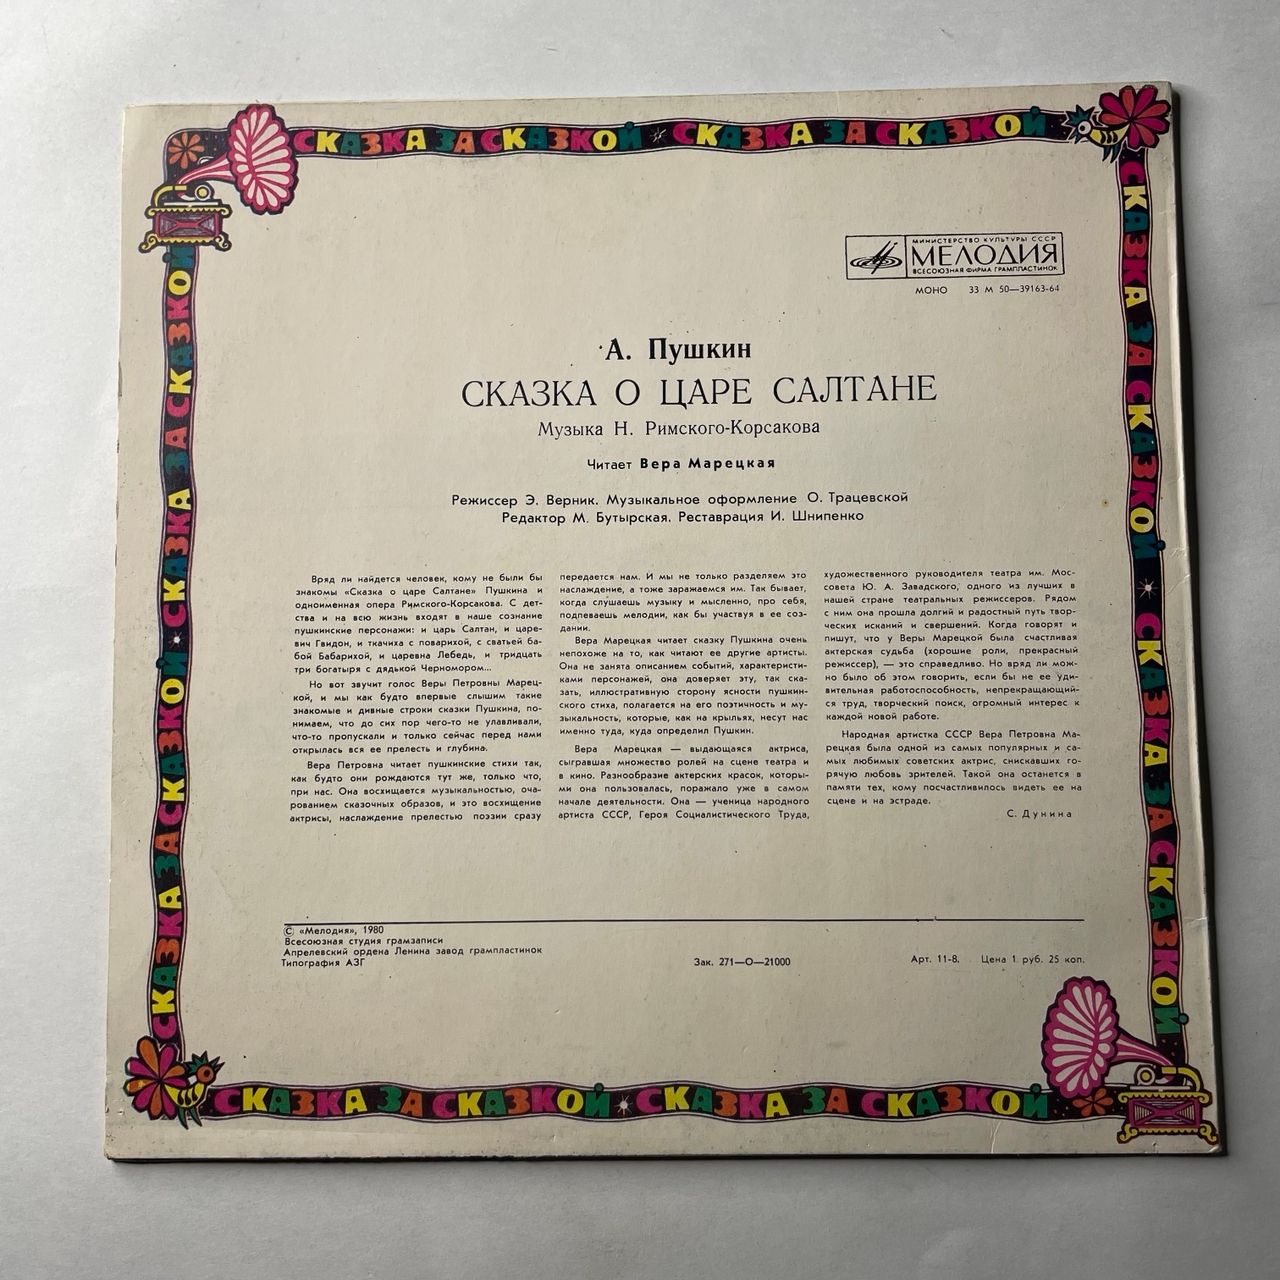 СКАЗКА ЗА СКАЗКОЙ * СКАЗКА ЗА СКАЗКОЙ
СКАЗКА ЗА СКАЗКОЙ * СКАЗКА ЗА СКАЗКОЙ
СКАЗКА ЗА СКАЗКОЙ * СКАЗКА ЗА СКАЗКОЙ
МИНИСТЕРСТВО КУЛЬТУРЫ СССР
МЕЛОДИЯ
ВСЕСОЮЗНАЯ ФИРМА ГРАМПЛАСТИНОК
МОНО 33 М 50—39163-64
А. Пушкин
СКАЗКА О ЦАРЕ САЛТАНЕ
Музыка Н. Римского-Корсакова
Читает Вера Марецкая
Режиссер Э. Верник. Музыкальное оформление О. Трацевской
Редактор М. Бутырская. Реставрация И. Шнипенко
Вряд ли найдется человек, кому не были бы
знакомы «Сказка о царе Салтане» Пушкина и
одноименная опера Римского-Корсакова. С дет-
ства и на всю жизнь входят в наше сознание
пушкинские персонажи: и царь Салтан, и царе-
вич Гвидон, и ткачиха с поварихой, с сватьей ба-
бой Бабарихой, и царевна Лебедь, и тридцать
три богатыря с дядькой Черномором...
Но вот звучит голос Веры Петровны Марец-
кой, и мы как будто впервые слышим такие
знакомые и дивные строки сказки Пушкина, по-
нимаем, что до сих пор чего-то не улавливали,
что-то пропускали и только сейчас перед нами
открылась вся ее прелесть и глубина.
Вера Петровна читает пушкинские стихи так,
как будто они рождаются тут же, только что,
при нас. Она восхищается музыкальностью, оча-
рованием сказочных образов, и это восхищение
актрисы, наслаждение прелестью поэзии сразу
передается нам. И мы не только разделяем это
наслаждение, а тоже заражаемся им. Так бывает,
когда слушаешь музыку и мысленно, про себя,
подпеваешь мелодии, как бы участвуя в ее соз-
дании.
Вера Марецкая читает сказку Пушкина очень
непохоже на то, как читают ее другие артисты.
Она не занята описанием событий, характеристи-
ками персонажей, она доверяет эту, так ска-
зать, иллюстративную сторону ясности пушкин-
ского стиха, полагается на его поэтичность и му-
зыкальность, которые, как на крыльях, несут нас
именно туда, куда определил Пушкин.
Вера Марецкая — выдающаяся актриса,
сыгравшая множество ролей на сцене театра и
в кино. Разнообразие актерских красок, которы-
ми она пользовалась, поражало уже в самом
начале деятельности. Она — ученица народного
артиста СССР, Героя Социалистического Труда,
художественного руководителя театра им. Мос-
совета Ю. А. Завадского, одного из лучших в
нашей стране театральных режиссеров. Рядом
с ним она прошла долгий и радостный путь твор-
ческих исканий и свершений. Когда говорят и
пишут, что у Веры Марецкой была счастливая
актерская судьба (хорошие роли, прекрасный
режиссер), — это справедливо. Но вряд ли мож-
но было об этом говорить, если бы не ее уди-
вительная работоспособность, непрекращающий-
ся труд, творческий поиск, огромный интерес к
каждой новой работе.
Народная артистка СССР Вера Петровна Ма-
рецкая была одной из самых популярных и са-
мых любимых советских актрис, снискавших го-
рячую любовь зрителей. Такой она останется в
памяти тех, кому посчастливилось видеть ее на
сцене и на эстраде.
С. Дунина
© «Мелодия», 1980
Всесоюзная студия грамзаписи
Апрелевский ордена Ленина завод грампластинок
Типография АЗГ
Зак. 271—О—21000
Арт. 11-8. Цена 1 руб. 25 коп.
СКАЗКА ЗА СКАЗКОЙ * СКАЗКА ЗА СКАЗКОЙ